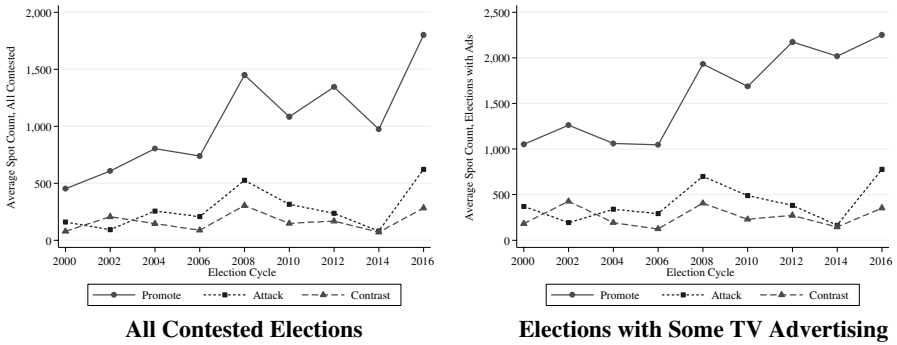 Average Spot Count, All Contested
2,000
1,500
1,000
500
0
2000 2002 2004 2006 2008 2010 2012 2014 2016
Election Cycle
Promote Attack Contrast
All Contested Elections
Average Spot Count, Elections with Ads
2,500
2,000
1,500
1,000
500
0
2000 2002 2004 2006 2008 2010 2012 2014 2016
Election Cycle
Promote Attack Contrast
Elections with Some TV Advertising